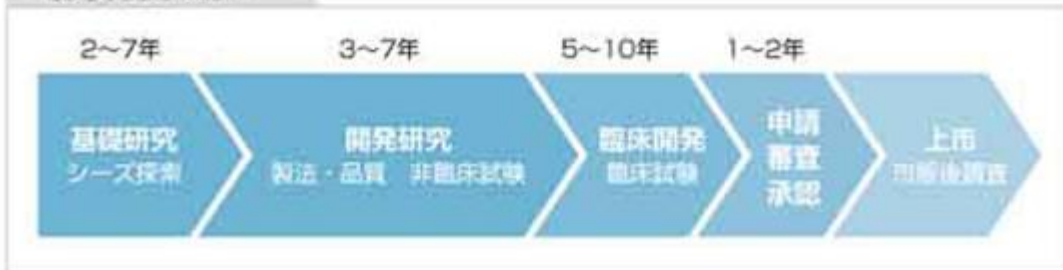 2～7年
3～7年
5～10年
1～2年
基礎研究
シーズ探索
開発研究
製法・品質 非臨床試験
臨床開発
臨床試験
申請
審査
承認
上市
市販後調査